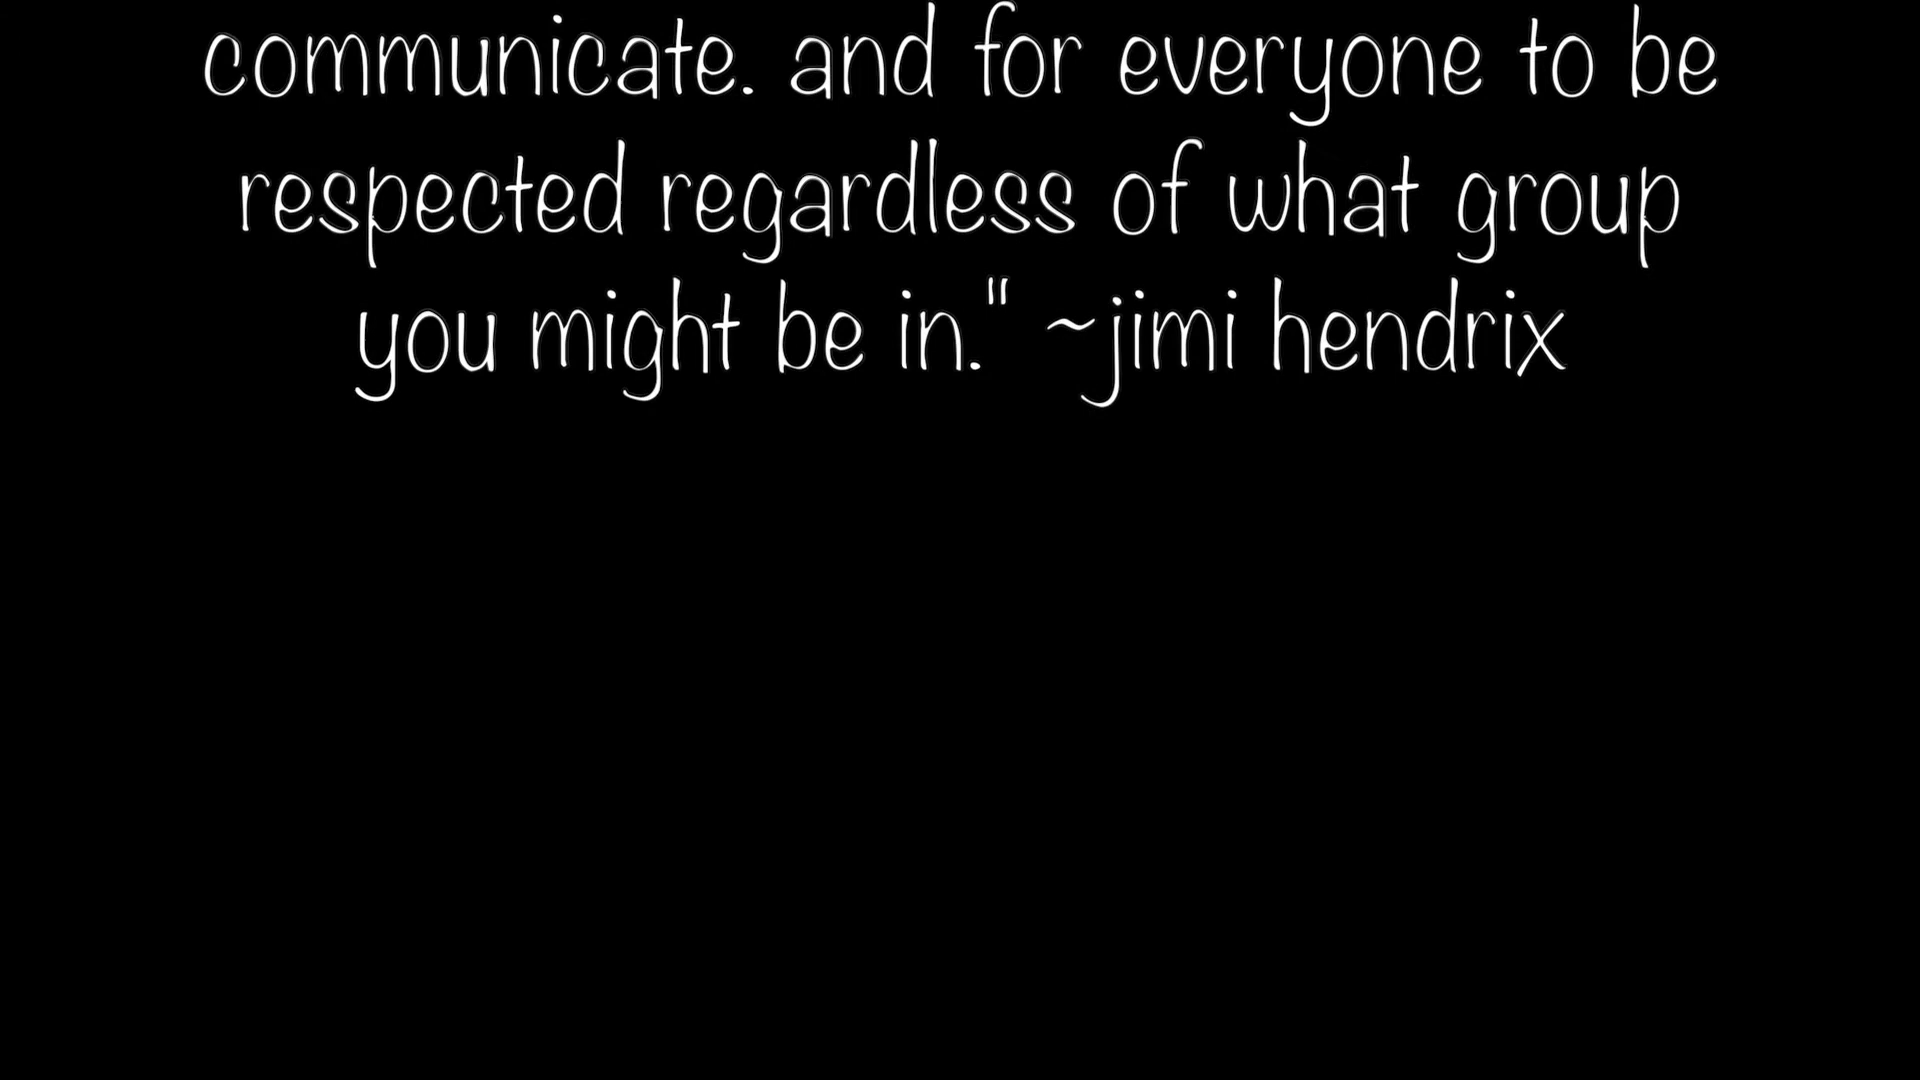 communicate. and for everyone to be
respected regardless of what group
you might be in." ~jimi hendrix